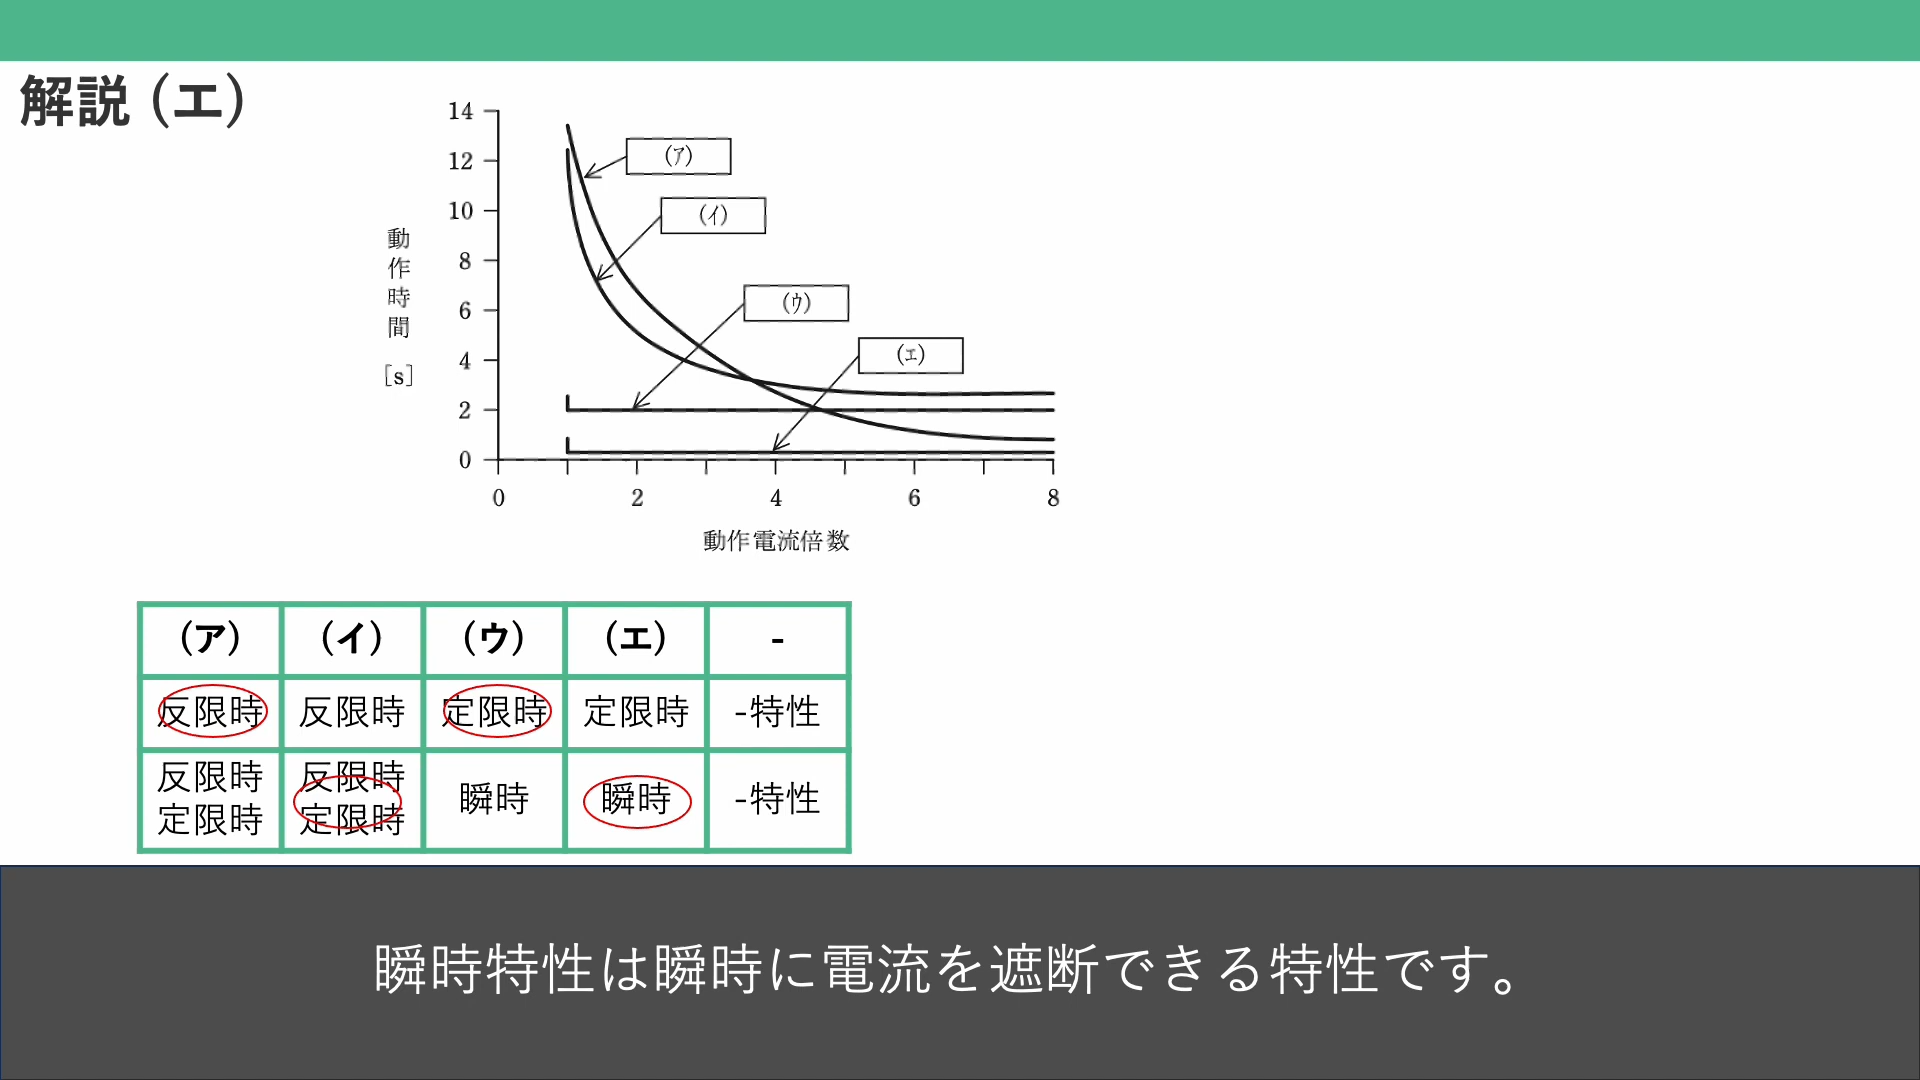 解説（エ）
14
12
10
8
6
4
2
0
動作時間
[s]
(ア)
(イ)
(ウ)
(エ)
0 2 4 6 8
動作電流倍数
（ア） （イ） （ウ） （エ） -
反限時 反限時 定限時 定限時 -特性
反限時 反限時 瞬時 瞬時 -特性
定限時 定限時
瞬時特性は瞬時に電流を遮断できる特性です。